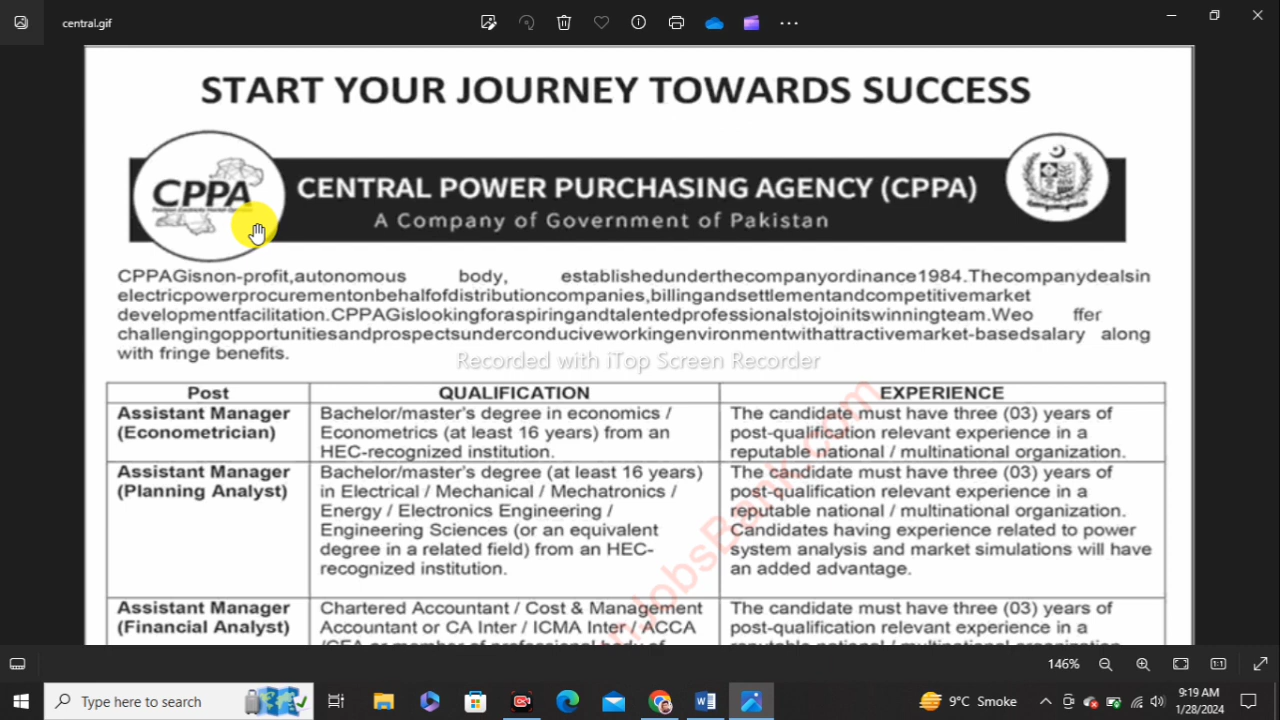 central.gif
START YOUR JOURNEY TOWARDS SUCCESS
CPPA
CENTRAL POWER PURCHASING AGENCY (CPPA)
A Company of Government of Pakistan
CPPAGisnon-profit,autonomous body, establishedunderthecompanyordinance1984.Thecompanydealsin
electricpowerprocurementonbehalfofdistributioncompanies,billingandsettlementandcompetitivemarket
developmentfacilitation.CPPAGislookingforaspiringandtalentedprofessionalstojoinitswinningteam.Weo ffer
challengingopportunitiesandprospectsunderconduciveworkingenvironmentwithattractivemarket-basedsalary along
with fringe benefits.
Recorded with iTop Screen Recorder
Post QUALIFICATION EXPERIENCE
Assistant Manager
(Econometrician)
Bachelor/master's degree in economics /
Econometrics (at least 16 years) from an
HEC-recognized institution.
The candidate must have three (03) years of
post-qualification relevant experience in a
reputable national / multinational organization.
Assistant Manager
(Planning Analyst)
Bachelor/master's degree (at least 16 years)
in Electrical / Mechanical / Mechatronics /
Energy / Electronics Engineering /
Engineering Sciences (or an equivalent
degree in a related field) from an HEC-
recognized institution.
The candidate must have three (03) years of
post-qualification relevant experience in a
reputable national / multinational organization.
Candidates having experience related to power
system analysis and market simulations will have
an added advantage.
Assistant Manager
(Financial Analyst)
Chartered Accountant / Cost & Management
Accountant or CA Inter / ICMA Inter / ACCA
The candidate must have three (03) years of
post-qualification relevant experience in a
reputable national / multinational organization
JobsBank.com
146%
1:1
Type here to search
9°C Smoke
9:19 AM
1/28/2024